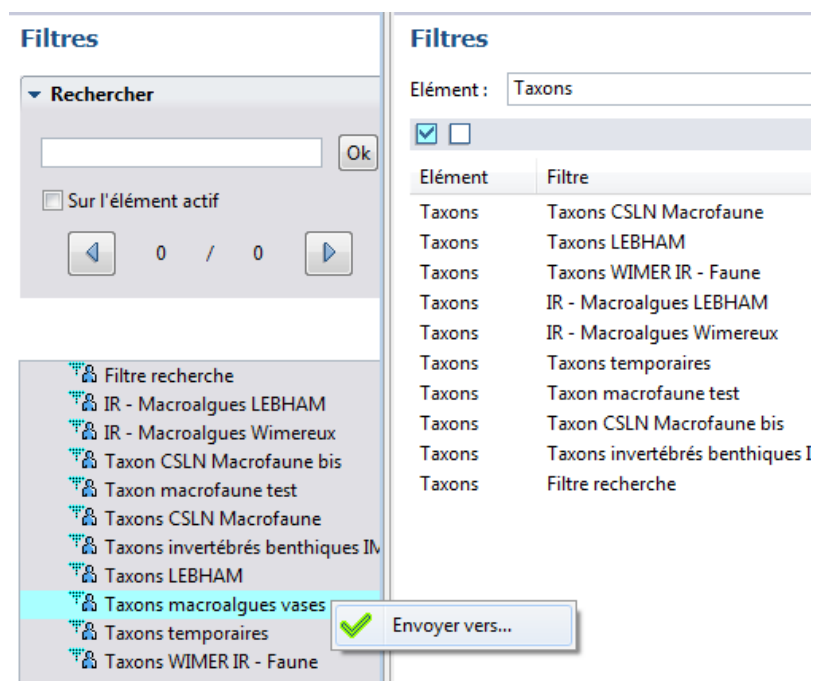 Filtres
Rechercher
Ok
Sur l'élément actif
0 / 0
Filtre recherche
IR - Macroalgues LEBHAM
IR - Macroalgues Wimereux
Taxon CSLN Macrofaune bis
Taxon macrofaune test
Taxons CSLN Macrofaune
Taxons invertébrés benthiques
Taxons LEBHAM
Taxons macroalgues vases
Taxons temporaires
Taxons WIMER IR - Faune
Envoyer vers...
Filtres
Elément : Taxons
Elément Filtre
Taxons Taxons CSLN Macrofaune
Taxons Taxons LEBHAM
Taxons Taxons WIMER IR - Faune
Taxons IR - Macroalgues LEBHAM
Taxons IR - Macroalgues Wimereux
Taxons Taxons temporaires
Taxons Taxon macrofaune test
Taxons Taxon CSLN Macrofaune bis
Taxons Taxons invertébrés benthiques
Taxons Filtre recherche